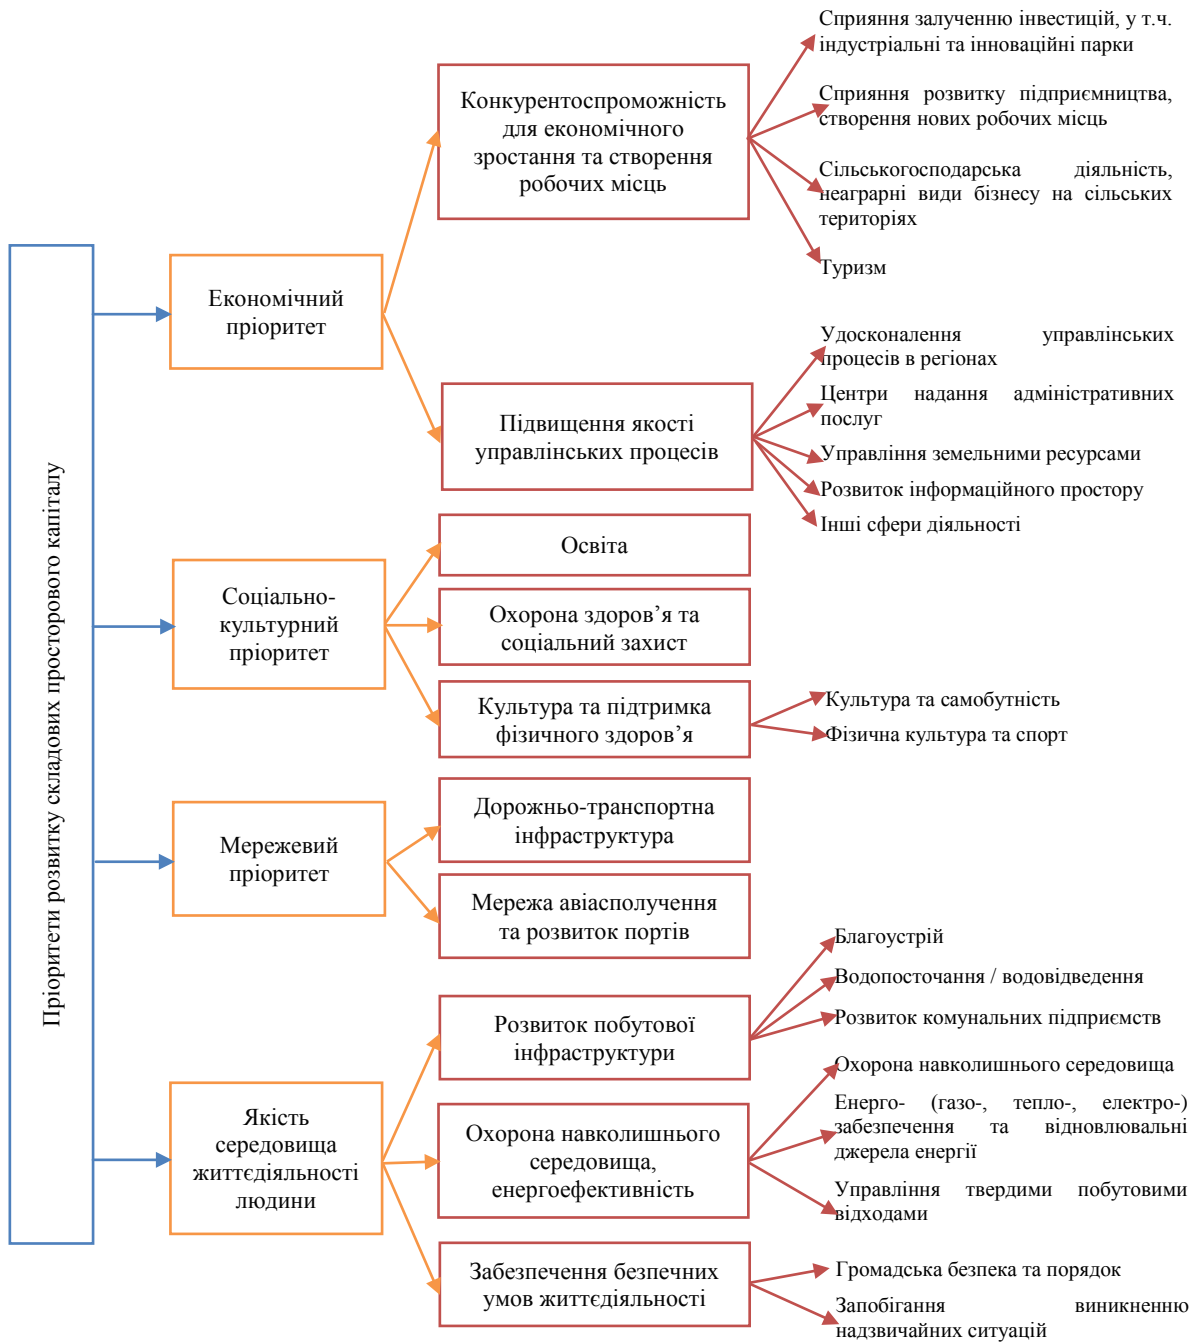 Пріоритети розвитку складових просторового капіталу
Економічний
пріоритет
Конкурентоспроможність
для економічного
зростання та створення
робочих місць
Сприяння залученню інвестицій, у т.ч.
індустріальні та інноваційні парки
Сприяння розвитку підприємництва,
створення нових робочих місць
Сільськогосподарська діяльність,
неаграрні види бізнесу на сільських
територіях
Туризм
Підвищення якості
управлінських процесів
Удосконалення управлінських
процесів в регіонах
Центри надання адміністративних
послуг
Управління земельними ресурсами
Розвиток інформаційного простору
Інші сфери діяльності
Соціально-
культурний
пріоритет
Освіта
Охорона здоров’я та
соціальний захист
Культура та підтримка
фізичного здоров’я
Культура та самобутність
Фізична культура та спорт
Мережевий
пріоритет
Дорожньо-транспортна
інфраструктура
Мережа авіасполучення
та розвиток портів
Якість
середовища
життєдіяльності
людини
Розвиток побутової
інфраструктури
Благоустрій
Водопосточання / водовідведення
Розвиток комунальних підприємств
Охорона навколишнього
середовища,
енергоефективність
Охорона навколишнього середовища
Енерго- (газо-, тепло-, електро-)
забезпечення та відновлювальні
джерела енергії
Управління твердими побутовими
відходами
Забезпечення безпечних
умов життєдіяльності
Громадська безпека та порядок
Запобігання виникненню
надзвичайних ситуацій